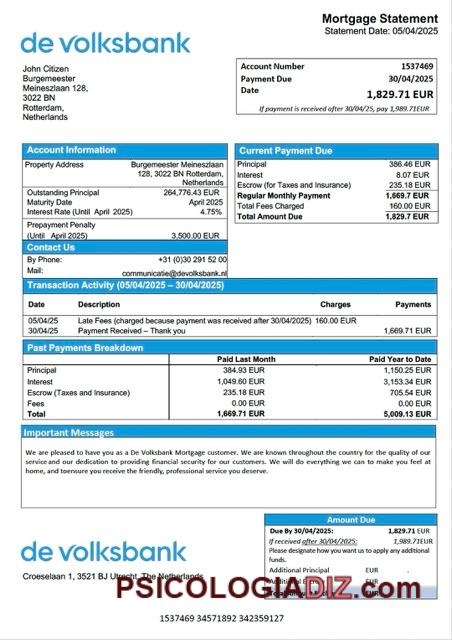 Mortgage Statement
Statement Date: 05/04/2025
de volksbank
John Citizen
Burgemeester
Meineszlaan 128,
3022 BN
Rotterdam,
Netherlands
Account Number 1537469
Payment Due 30/04/2025
Date
1,829.71 EUR
If payment is received after 30/04/25, pay 1,989.71EUR
Account Information
Property Address Burgemeester Meineszlaan
128, 3022 BN Rotterdam,
Netherlands
Outstanding Principal 264,776.43 EUR
Maturity Date April 2025
Interest Rate (Until April 2025) 4.75%
Prepayment Penalty
(Until April 2025) 3,500.00 EUR
Current Payment Due
Principal 386.46 EUR
Interest 8.07 EUR
Escrow (for Taxes and Insurance) 235.18 EUR
Regular Monthly Payment 1,669.7 EUR
Total Fees Charged 160.00 EUR
Total Amount Due 1,829.7 EUR
Contact Us
By Phone: +31 (0)30 291 52 00
Mail: communicatie@devolksbank.nl
Transaction Activity (05/04/2025 – 30/04/2025)
Date Description Charges Payments
05/04/25 Late Fees (charged because payment was received after 30/04/2025) 160.00 EUR
30/04/25 Payment Received – Thank you 1,669.71 EUR
Past Payments Breakdown
Paid Last Month Paid Year to Date
Principal 384.93 EUR 1,150.25 EUR
Interest 1,049.60 EUR 3,153.34 EUR
Escrow (Taxes and Insurance) 235.18 EUR 705.54 EUR
Fees 0.00 EUR 0.00 EUR
Total 1,669.71 EUR 5,009.13 EUR
Important Messages
We are pleased to have you as a De Volksbank Mortgage customer. We are known throughout the country for the quality of our
service and our dedication to providing financial security for our customers. We will do everything we can to make you feel at
home, and toensure you receive the friendly, professional service you deserve.
Amount Due
Due By 30/04/2025: 1,829.71 EUR
If received after 30/04/2025: 1,989.71EUR
Please designate how you want us to apply any additional
funds.
Additional Principal EUR
de volksbank
Croeselaan 1, 3521 BJ Utrecht, The Netherlands
PSICOLOGIADIZ.com
1537469 34571892 342359127